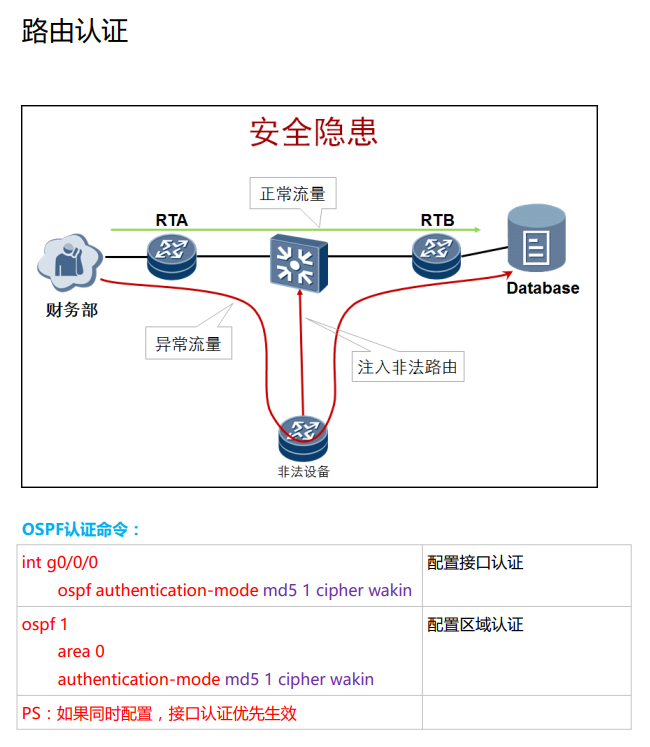 路由认证
安全隐患
正常流量
RTA
RTB
财务部
Database
异常流量
注入非法路由
非法设备
OSPF认证命令：
int g0/0/0
配置接口认证
ospf authentication-mode md5 1 cipher wakin
ospf 1
配置区域认证
area 0
authentication-mode md5 1 cipher wakin
PS：如果同时配置，接口认证优先生效